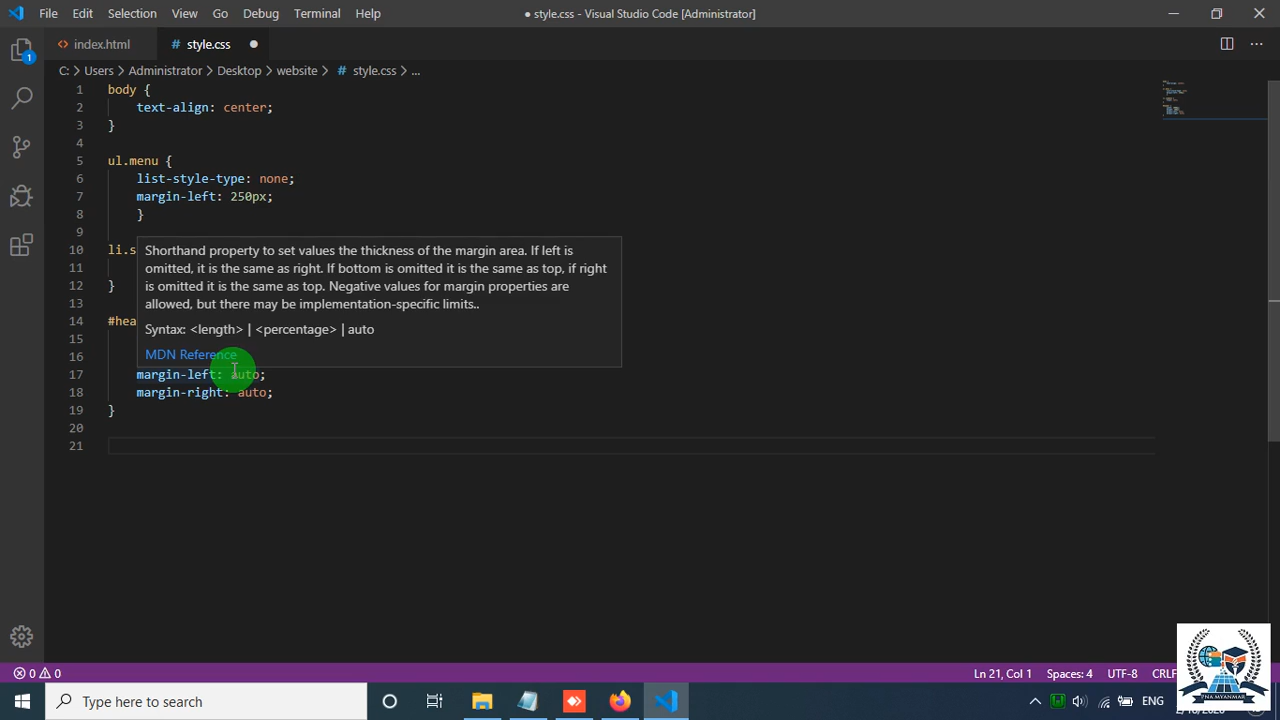 File Edit Selection View Go Debug Terminal Help
● style.css - Visual Studio Code [Administrator]
1
<> index.html
# style.css ●
C: > Users > Administrator > Desktop > website > # style.css > ...
1 body {
2 text-align: center;
3 }
4
5 ul.menu {
6 list-style-type: none;
7 margin-left: 250px;
8 }
9
10 li.s
11
12 }
13
14 #hea
15
16
Shorthand property to set values the thickness of the margin area. If left is
omitted, it is the same as right. If bottom is omitted it is the same as top, if right
is omitted it is the same as top. Negative values for margin properties are
allowed, but there may be implementation-specific limits..
Syntax: <length> | <percentage> | auto
MDN Reference
17 margin-left: auto;
18 margin-right: auto;
19 }
20
21
0 0
Ln 21, Col 1 Spaces: 4 UTF-8 CRLF
Type here to search
ENG
PNA MYANMAR